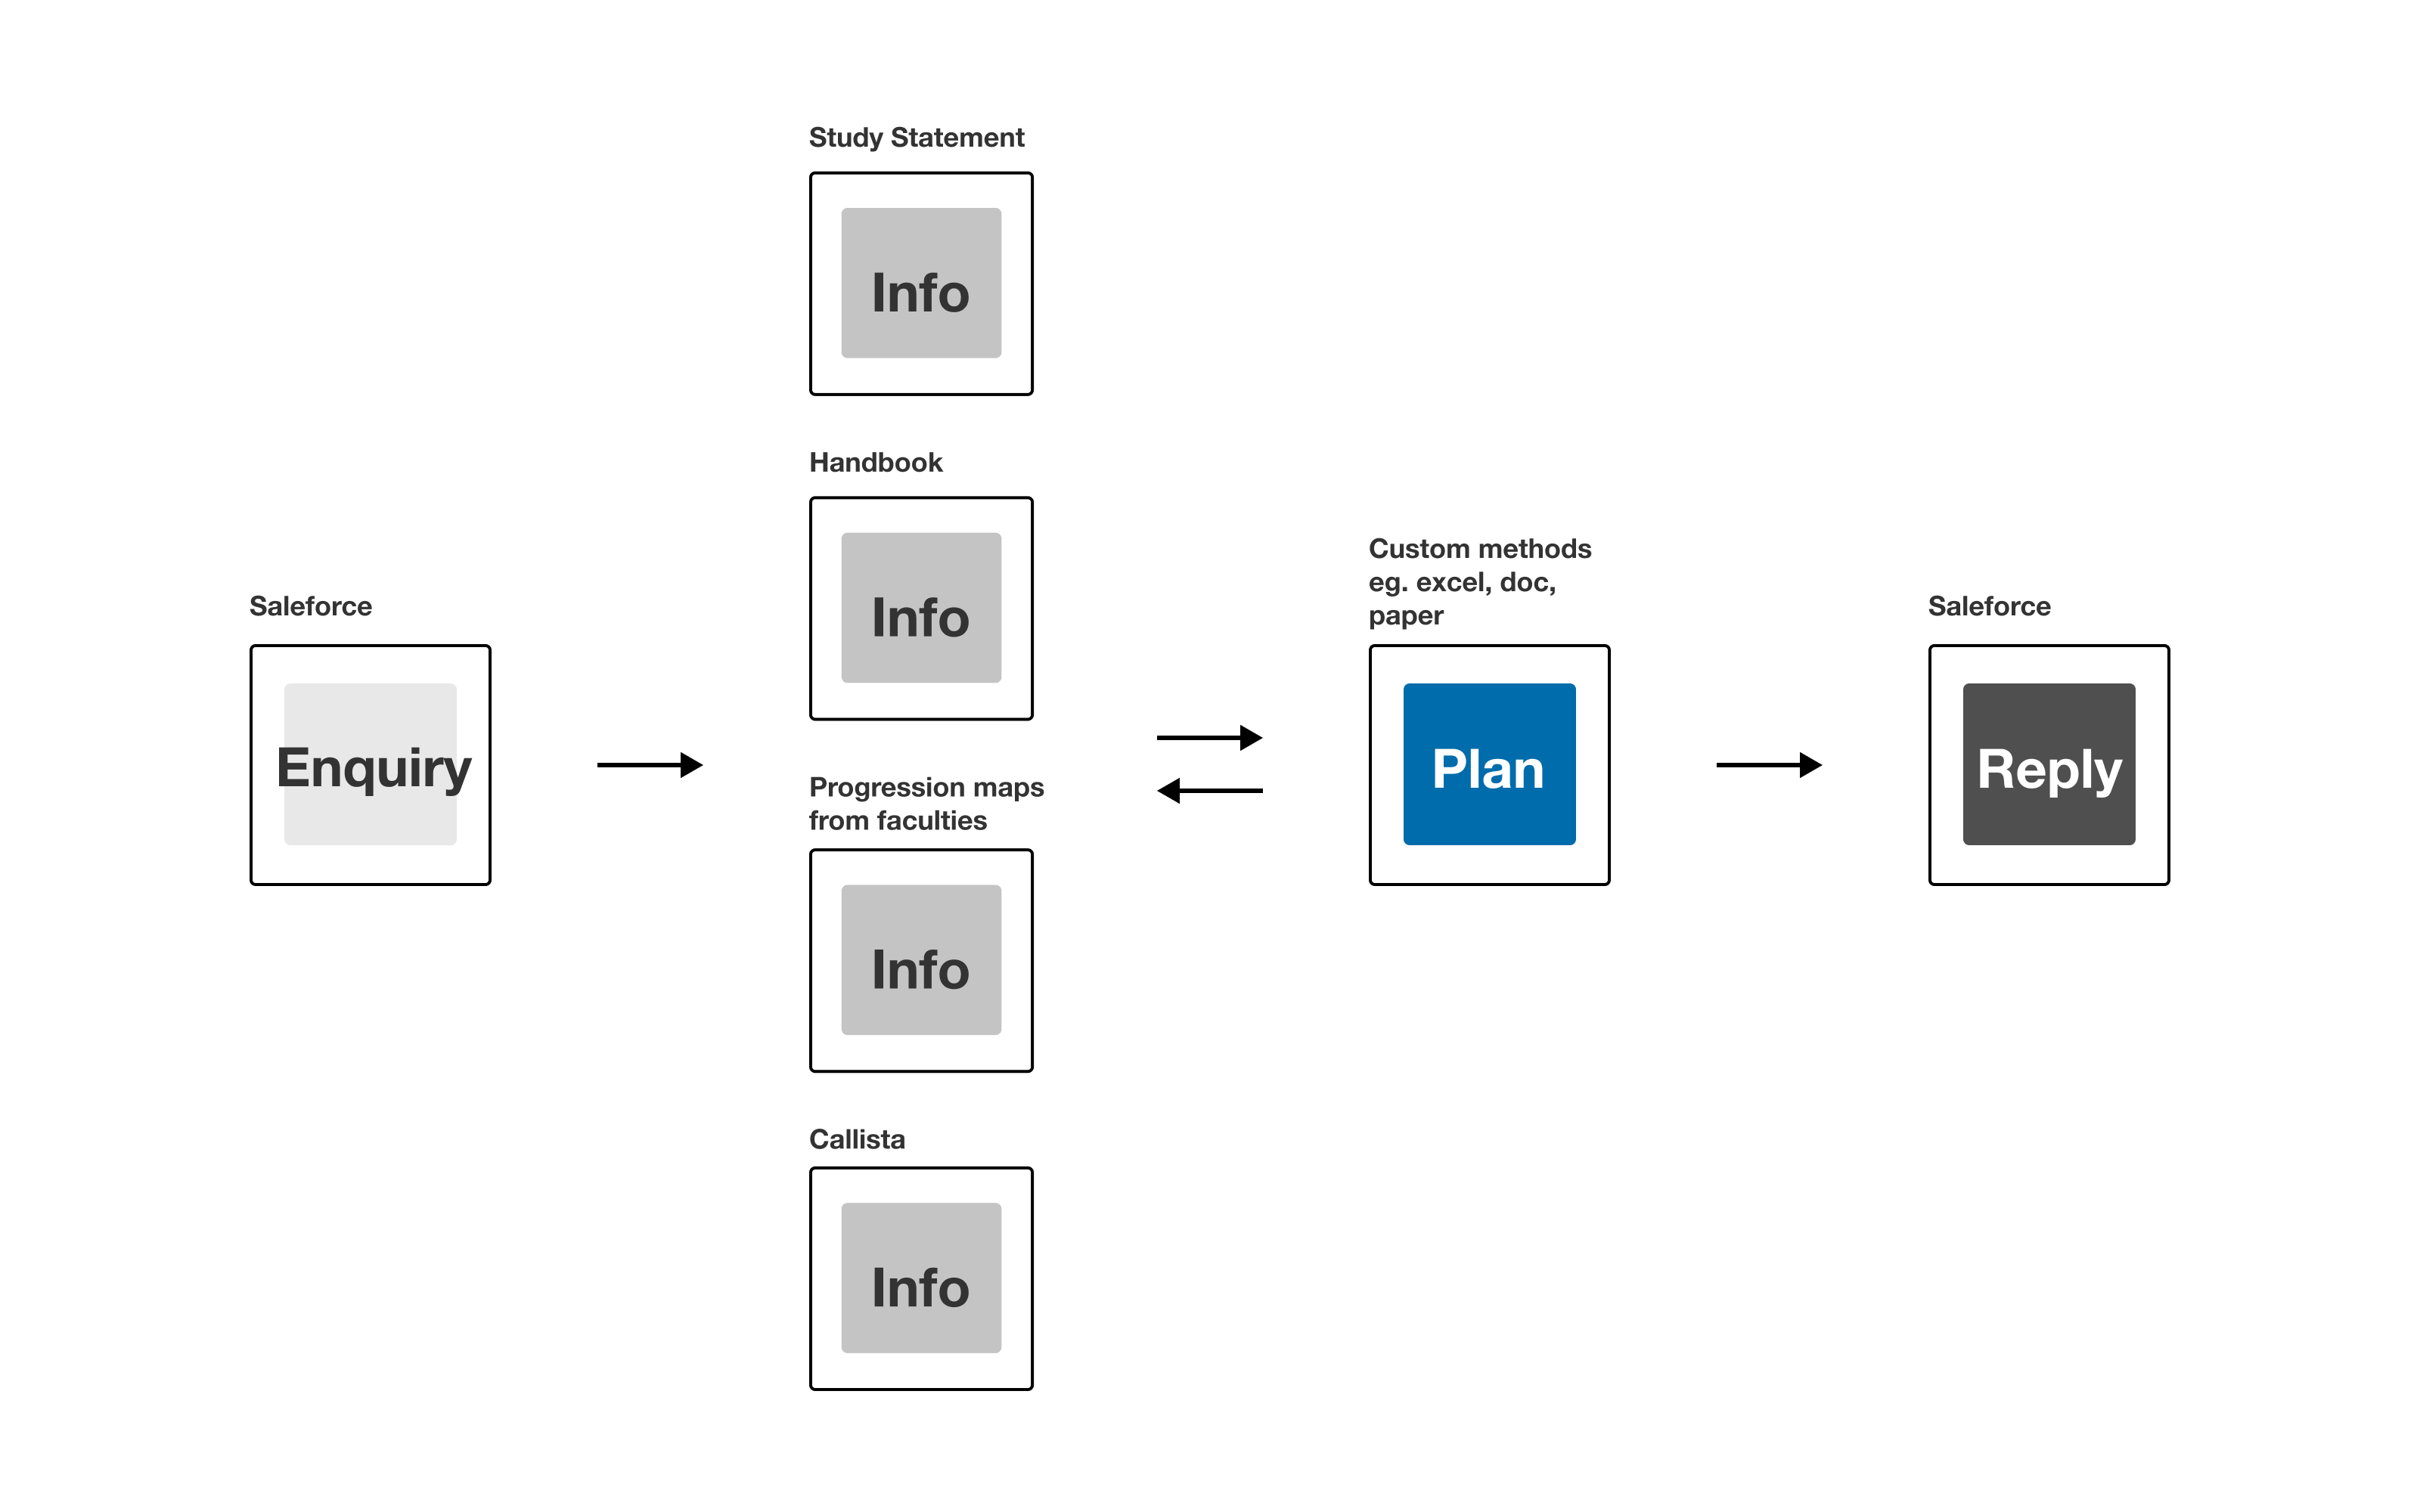 Saleforce
Enquiry
Study Statement
Info
Handbook
Info
Progression maps
from faculties
Info
Callista
Info
Custom methods
eg. excel, doc,
paper
Plan
Saleforce
Reply